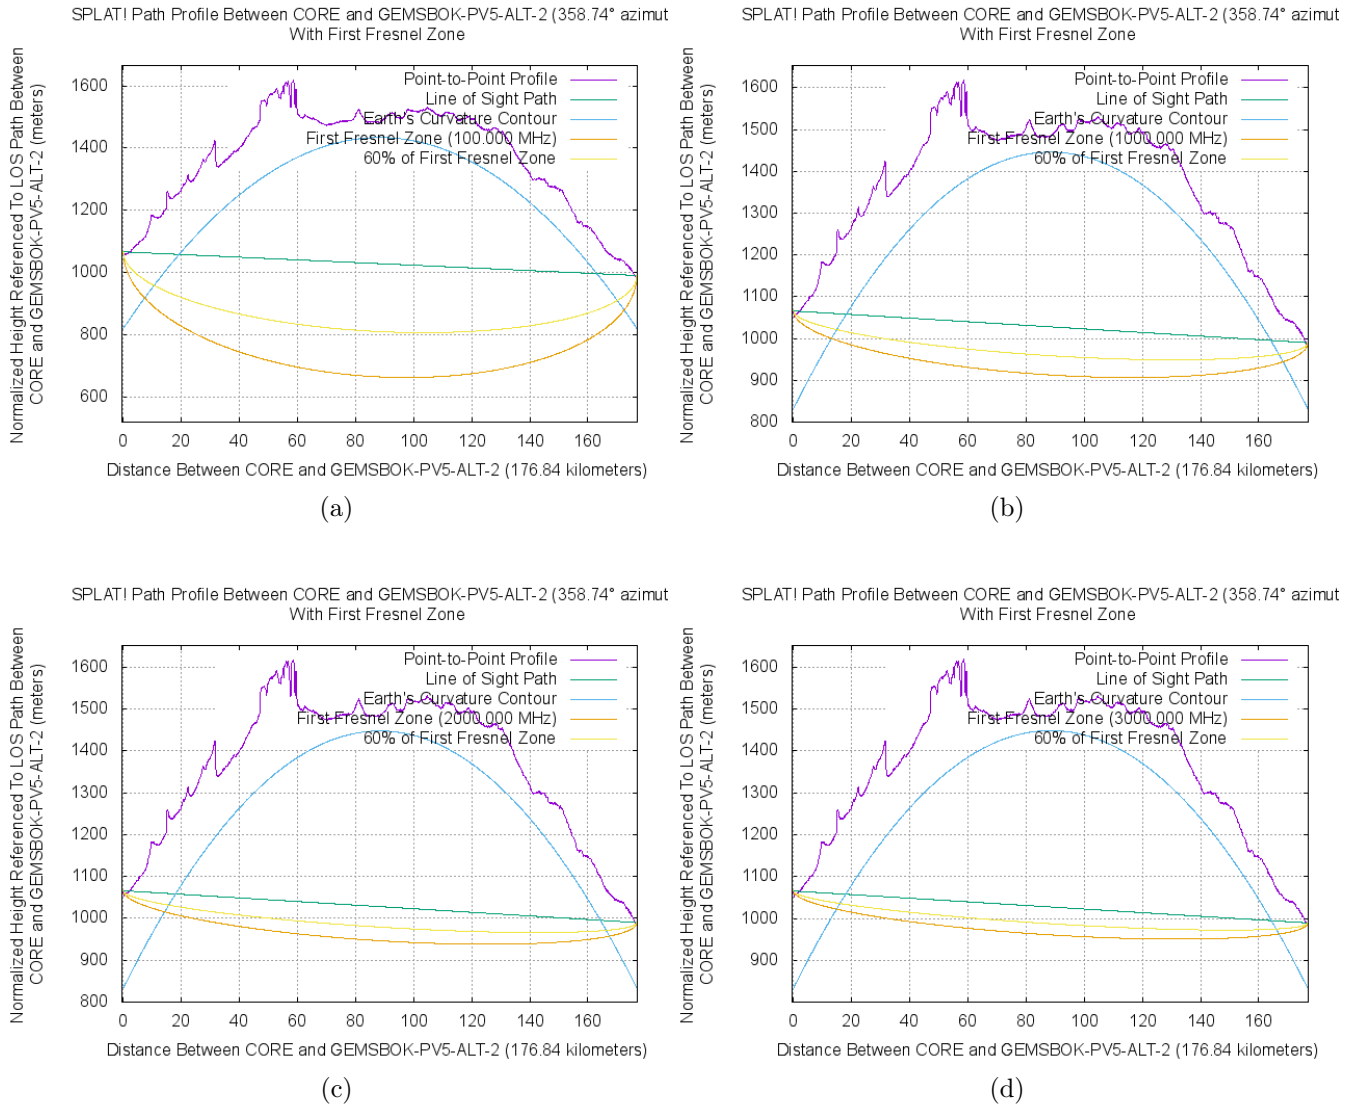 SPLAT! Path Profile Between CORE and GEMSBOK-PV5-ALT-2 (358.74° azimut
With First Fresnel Zone
Normalized Height Referenced To LOS Path Between
CORE and GEMSBOK-PV5-ALT-2 (meters)
1600
1400
1200
1000
800
600
Point-to-Point Profile
Line of Sight Path
Earth's Curvature Contour
First Fresnel Zone (100.000 MHz)
60% of First Fresnel Zone
0 20 40 60 80 100 120 140 160
Distance Between CORE and GEMSBOK-PV5-ALT-2 (176.84 kilometers)
(a)
SPLAT! Path Profile Between CORE and GEMSBOK-PV5-ALT-2 (358.74° azimut
With First Fresnel Zone
Normalized Height Referenced To LOS Path Between
CORE and GEMSBOK-PV5-ALT-2 (meters)
1600
1500
1400
1300
1200
1100
1000
900
800
Point-to-Point Profile
Line of Sight Path
Earth's Curvature Contour
First Fresnel Zone (1000.000 MHz)
60% of First Fresnel Zone
0 20 40 60 80 100 120 140 160
Distance Between CORE and GEMSBOK-PV5-ALT-2 (176.84 kilometers)
(b)
SPLAT! Path Profile Between CORE and GEMSBOK-PV5-ALT-2 (358.74° azimut
With First Fresnel Zone
Normalized Height Referenced To LOS Path Between
CORE and GEMSBOK-PV5-ALT-2 (meters)
1600
1500
1400
1300
1200
1100
1000
900
800
Point-to-Point Profile
Line of Sight Path
Earth's Curvature Contour
First Fresnel Zone (2000.000 MHz)
60% of First Fresnel Zone
0 20 40 60 80 100 120 140 160
Distance Between CORE and GEMSBOK-PV5-ALT-2 (176.84 kilometers)
(c)
SPLAT! Path Profile Between CORE and GEMSBOK-PV5-ALT-2 (358.74° azimut
With First Fresnel Zone
Normalized Height Referenced To LOS Path Between
CORE and GEMSBOK-PV5-ALT-2 (meters)
1600
1500
1400
1300
1200
1100
1000
900
800
Point-to-Point Profile
Line of Sight Path
Earth's Curvature Contour
First Fresnel Zone (3000.000 MHz)
60% of First Fresnel Zone
0 20 40 60 80 100 120 140 160
Distance Between CORE and GEMSBOK-PV5-ALT-2 (176.84 kilometers)
(d)